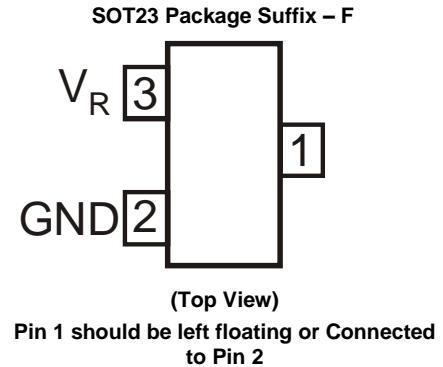 SOT23 Package Suffix – F
VR 3
1
GND 2
(Top View)
Pin 1 should be left floating or Connected
to Pin 2